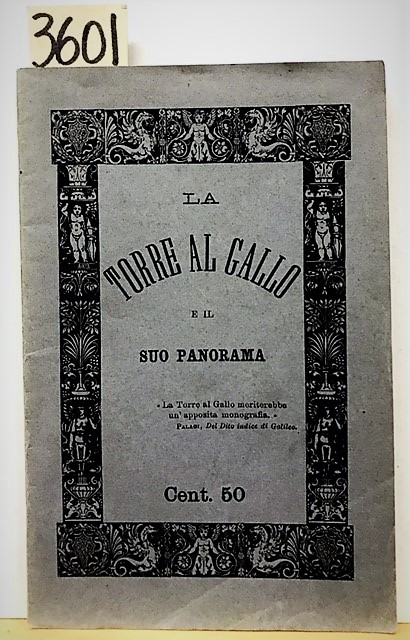 3601
LA
TORRE AL GALLO
E IL
SUO PANORAMA
« La Torre al Gallo meriterebbe
un' apposita monografia. »
PALAGI, Del Dito indice di Galileo.
Cent. 50